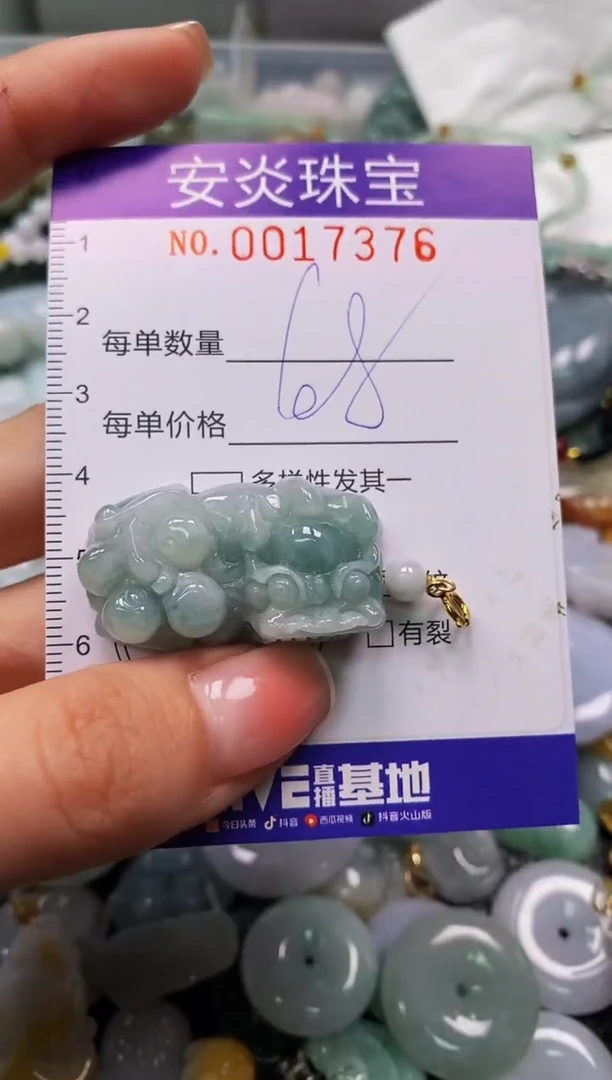 安炎珠宝
NO. 0017376
1
2
每单数量
68
3
每单价格
4
多样性发其一
6
有裂
直播 基地
今日头条 抖音 西瓜视频 抖音火山版